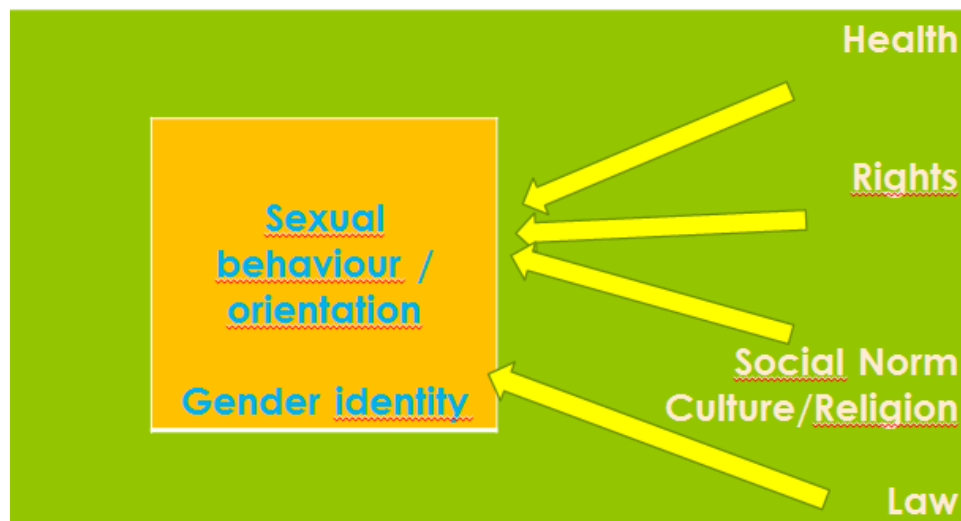 Health
Rights
Sexual
behaviour /
orientation
Gender identity
Social Norm
Culture/Religion
Law